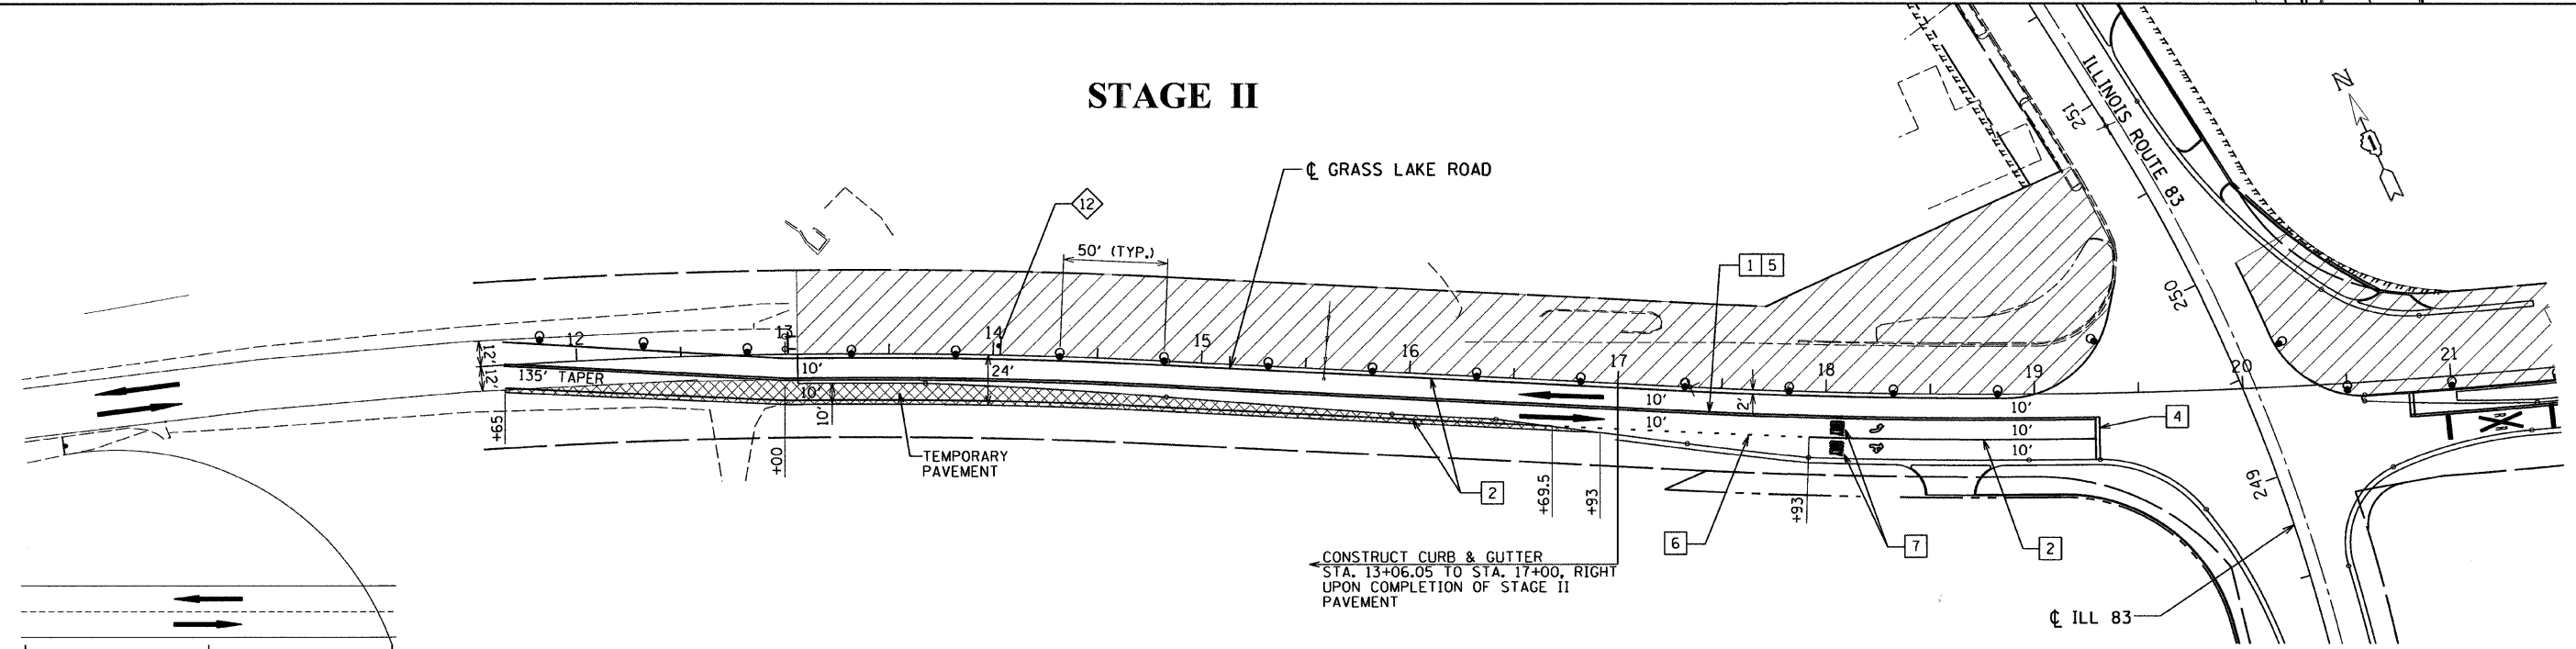 STAGE II
ILLINOIS ROUTE 83
N
251
250
249
℄ GRASS LAKE ROAD
12
50' (TYP.)
1 5
12
13
14
15
16
17
18
19
20
21
12'
12'
135' TAPER
10'
10'
10'
24'
10'
10'
2'
10'
10'
10'
4
+65
+00
TEMPORARY
PAVEMENT
2
+69.5
+93
+93
6
7
2
CONSTRUCT CURB & GUTTER
STA. 13+06.05 TO STA. 17+00, RIGHT
UPON COMPLETION OF STAGE II
PAVEMENT
℄ ILL 83
R R